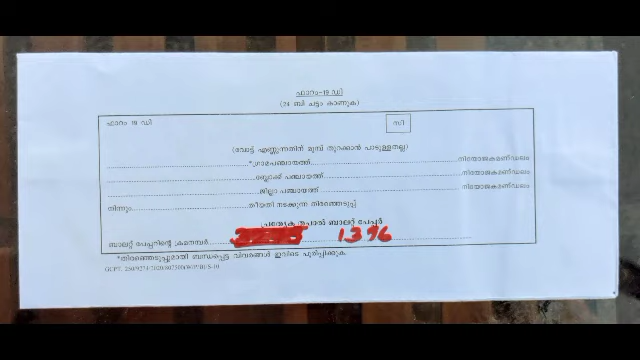 ഫാറം-19 ഡി
(24 ബി ചട്ടം കാണുക)
ഫാറം 19 ഡി സി
(വോട്ട് എണ്ണുന്നതിന് മുമ്പ് തുറക്കാൻ പാടുള്ളതല്ല)
*ഗ്രാമപഞ്ചായത്ത് നിയോജകമണ്ഡലം
ബ്ലോക്ക് പഞ്ചായത്ത് നിയോജകമണ്ഡലം
ജില്ലാ പഞ്ചായത്ത് നിയോജകമണ്ഡലം
നിന്നും തീയതി നടക്കുന്ന തിരഞ്ഞെടുപ്പ്
പ്രത്യേക തപാൽ ബാലറ്റ് പേപ്പർ
ബാലറ്റ് പേപ്പറിന്റെ ക്രമനമ്പർ 1396
*തിരഞ്ഞെടുപ്പുമായി ബന്ധപ്പെട്ട വിവരങ്ങൾ ഇവിടെ പൂരിപ്പിക്കുക